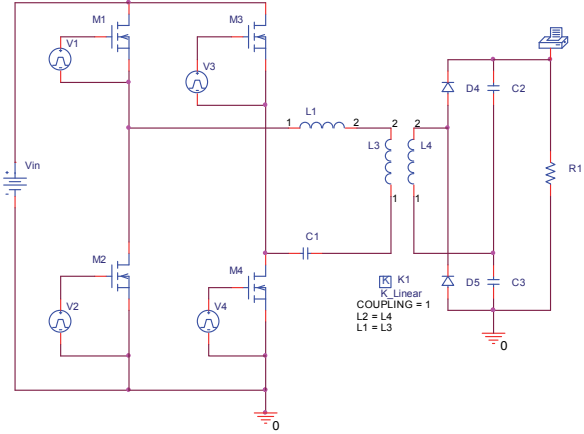 M1
M3
V1
V3
1
L1
2
2
2
L3
L4
1
1
D4
C2
R1
+
Vin
-
C1
M2
M4
V2
V4
K
K1
K_Linear
COUPLING = 1
L2 = L4
L1 = L3
D5
C3
0
0